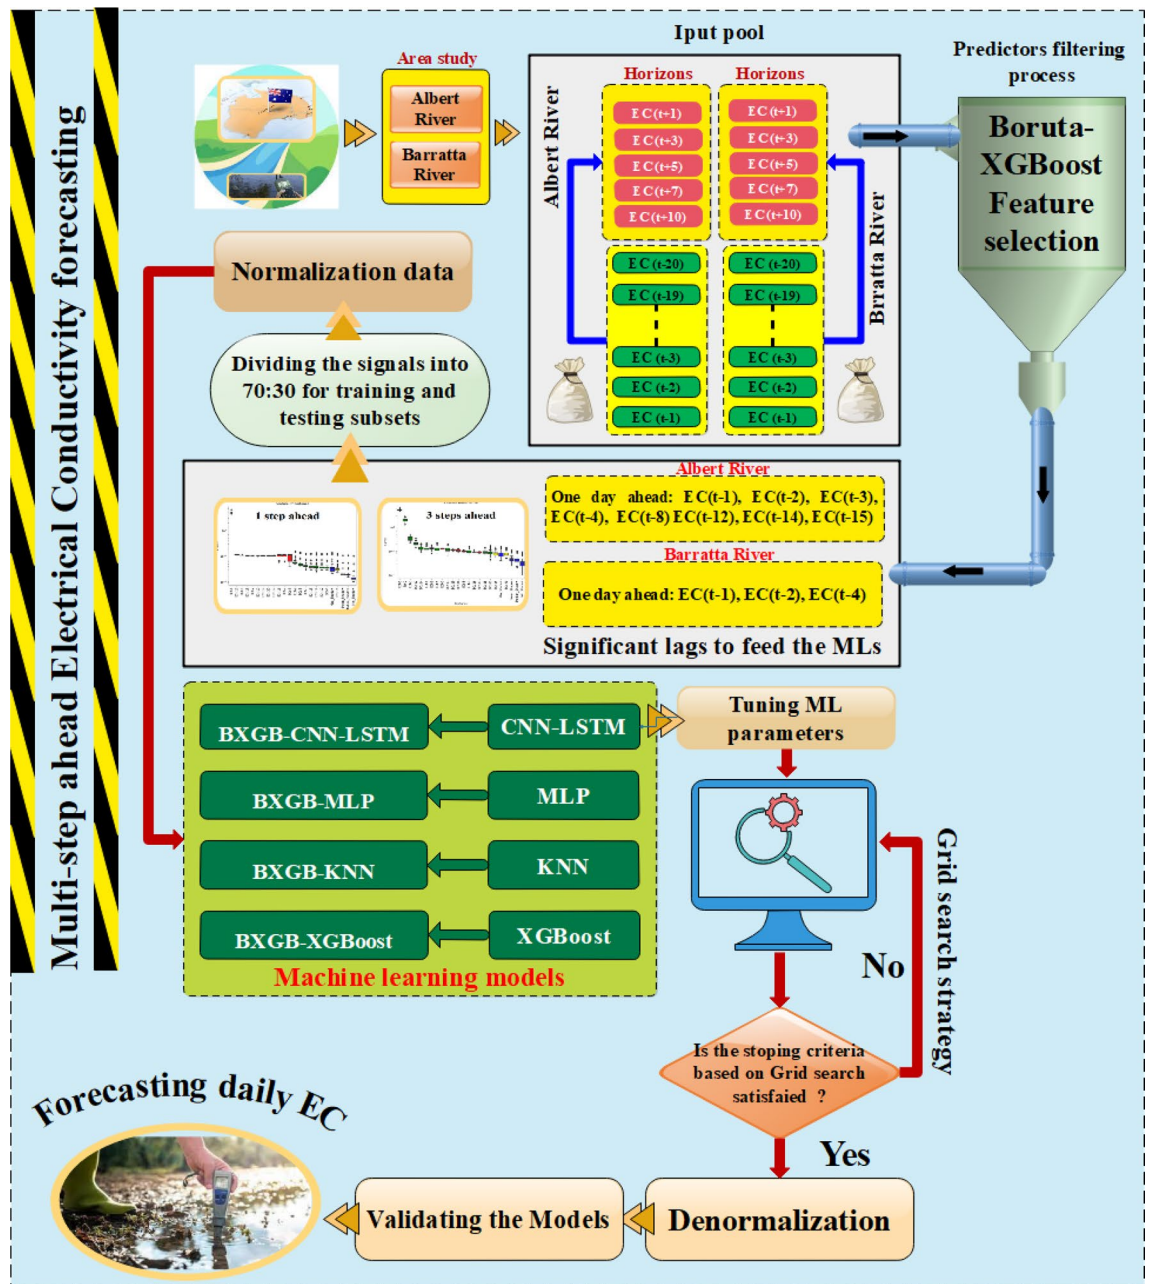 Multi-step ahead Electrical Conductivity forecasting
Area study
Albert
River
Barratta
River
Iput pool
Albert River
Horizons
EC(t+1)
EC(t+3)
EC(t+5)
EC(t+7)
EC(t+10)
EC(t-20)
EC(t-19)
EC(t-3)
EC(t-2)
EC(t-1)
Horizons
EC(t+1)
EC(t+3)
EC(t+5)
EC(t+7)
EC(t+10)
EC(t-20)
EC(t-19)
EC(t-3)
EC(t-2)
EC(t-1)
Brratta River
Predictors filtering
process
Boruta-
XGBoost
Feature
selection
Normalization data
Dividing the signals into
70:30 for training and
testing subsets
1 step ahead
3 steps ahead
Albert River
One day ahead: EC(t-1), EC(t-2), EC(t-3),
EC(t-4), EC(t-8) EC(t-12), EC(t-14), EC(t-15)
Barratta River
One day ahead: EC(t-1), EC(t-2), EC(t-4)
Significant lags to feed the MLs
BXGB-CNN-LSTM
CNN-LSTM
BXGB-MLP
MLP
BXGB-KNN
KNN
BXGB-XGBoost
XGBoost
Machine learning models
Tuning ML
parameters
Grid search strategy
No
Is the stoping criteria
based on Grid search
satisfaied ?
Yes
Denormalization
Validating the Models
Forecasting daily EC